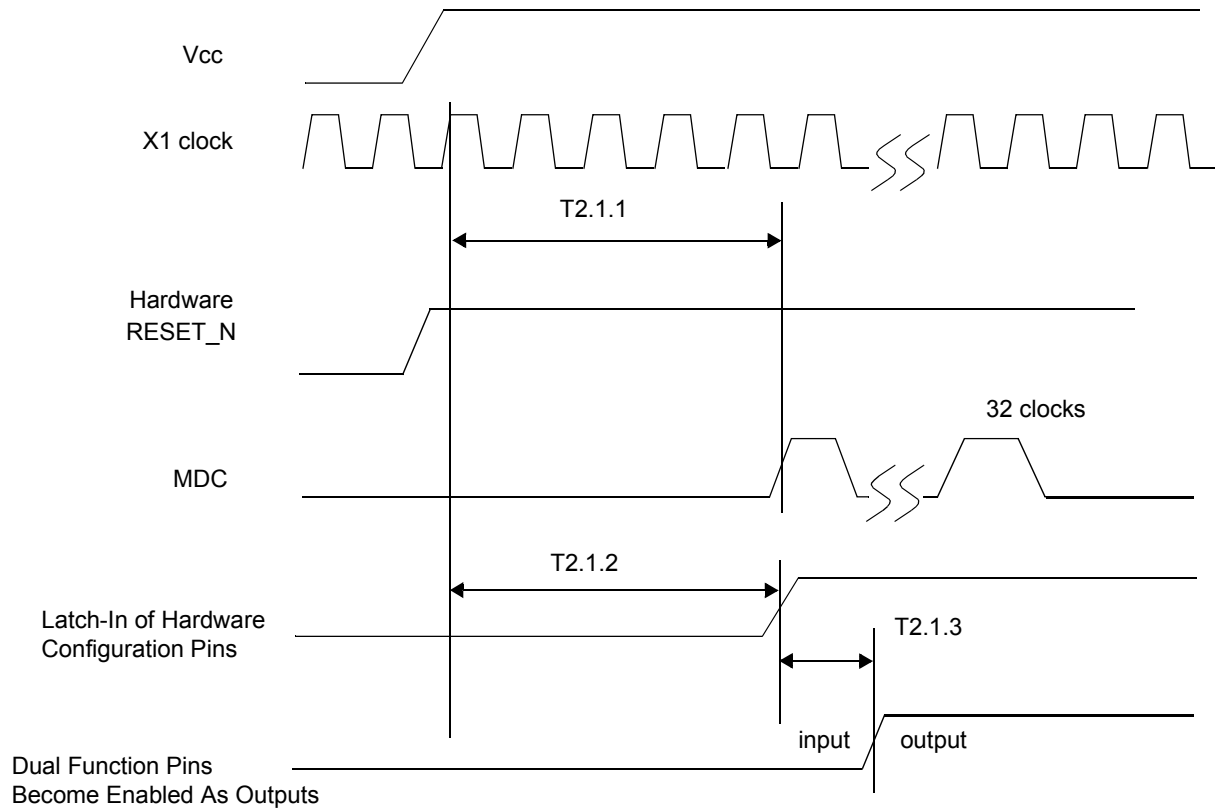 Vcc
X1 clock
T2.1.1
Hardware
RESET_N
32 clocks
MDC
T2.1.2
Latch-In of Hardware
Configuration Pins
T2.1.3
input
output
Dual Function Pins
Become Enabled As Outputs